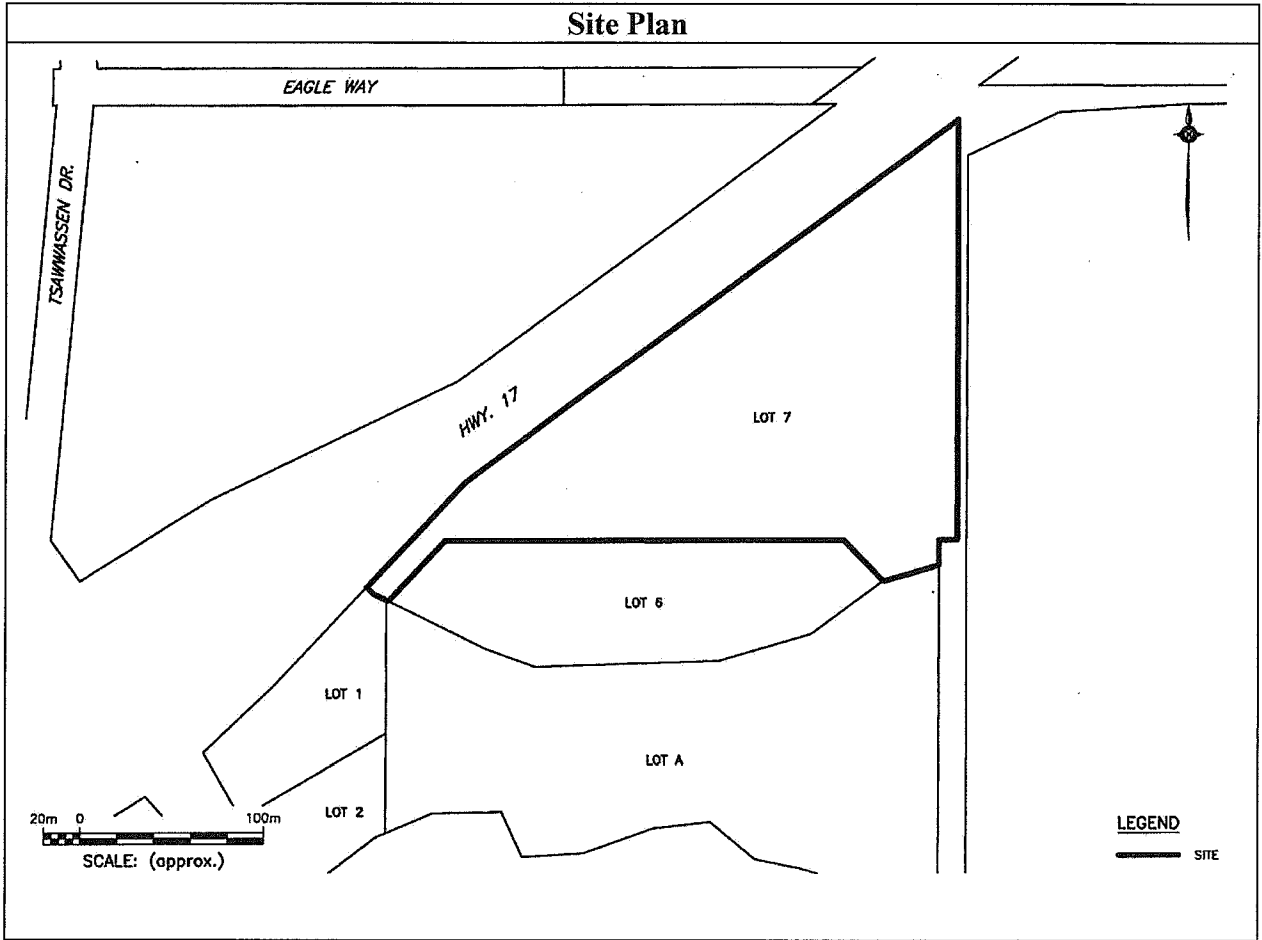 Site Plan
EAGLE WAY
TSAWWASSEN DR.
HWY. 17
LOT 7
LOT 6
LOT 1
LOT A
LOT 2
20m 0 100m
SCALE: (approx.)
LEGEND
SITE